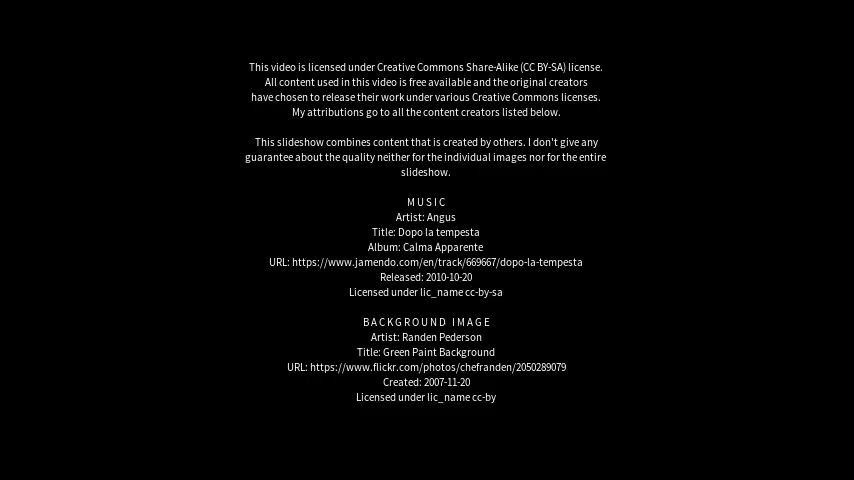 This video is licensed under Creative Commons Share-Alike (CC BY-SA) license.
All content used in this video is free available and the original creators
have chosen to release their work under various Creative Commons licenses.
My attributions go to all the content creators listed below.
This slideshow combines content that is created by others. I don't give any
guarantee about the quality neither for the individual images nor for the entire
slideshow.
MUSIC
Artist: Angus
Title: Dopo la tempesta
Album: Calma Apparente
URL: https://www.jamendo.com/en/track/669667/dopo-la-tempesta
Released: 2010-10-20
Licensed under lic_name cc-by-sa
BACKGROUND IMAGE
Artist: Randen Pederson
Title: Green Paint Background
URL: https://www.flickr.com/photos/chefranden/2050289079
Created: 2007-11-20
Licensed under lic_name cc-by